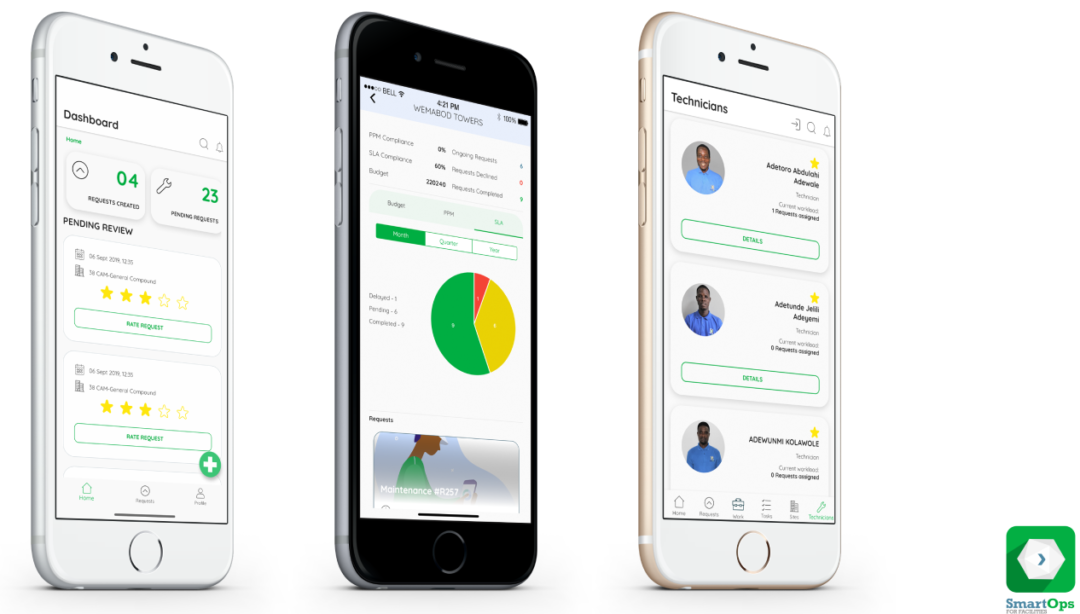 Dashboard
Home
04
REQUESTS CREATED
23
PENDING REQUESTS
PENDING REVIEW
06 Sept 2019, 12:35
38 CAM-General Compound
RATE REQUEST
06 Sept 2019, 12:35
38 CAM-General Compound
RATE REQUEST
Home
Requests
Profile
BELL
4:21 PM
100%
WEMABOD TOWERS
PPM Compliance 0%
Ongoing Requests 6
SLA Compliance 60%
Requests Declined 0
Budget 220240
Requests Completed 9
Budget
PPM
SLA
Month
Quarter
Year
Delayed - 1
Pending - 6
Completed - 9
Requests
Maintenance #R257
Technicians
Adetoro Abdulahi
Adewale
Technician
Current workload:
1 Requests assigned
DETAILS
Adetunde Jelili
Adeyemi
Technician
Current workload:
0 Requests assigned
DETAILS
ADEWUNMI KOLAWOLE
Technician
Current workload:
0 Requests assigned
Home
Requests
Work
Tasks
Sites
Technicians
SmartOps
FOR FACILITIES